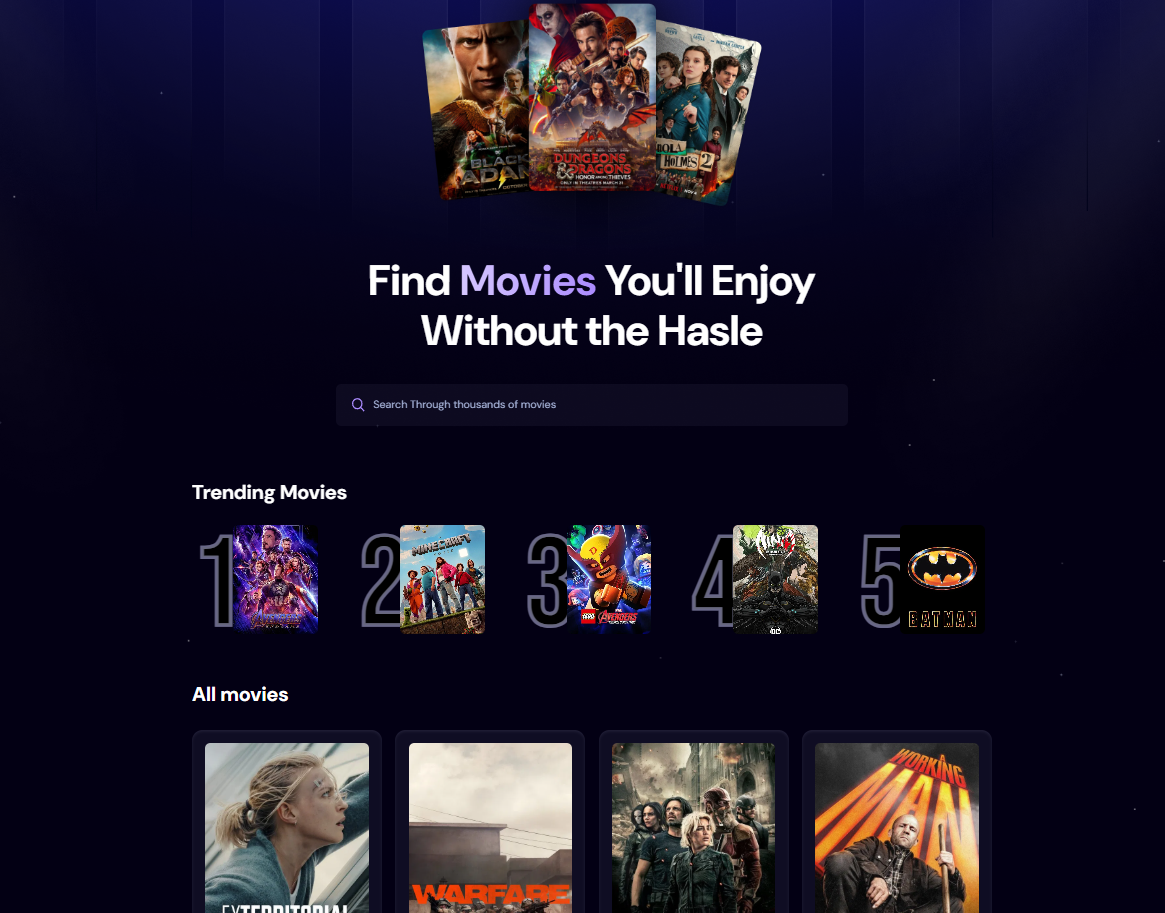 BLACK
ADAM
DUNGEONS
& DRAGONS
HONOR AMONG THIEVES
ONLY IN THEATRES MARCH 31
HOLMES 2
Find Movies You'll Enjoy
Without the Hasle
Search Through thousands of movies
Trending Movies
1
2
MINECRAFT
3
LEGO
AVENGERS
4
5
BATMAN
All movies
EXTERRITORIAL
WARFARE
A
WORKING
MAN